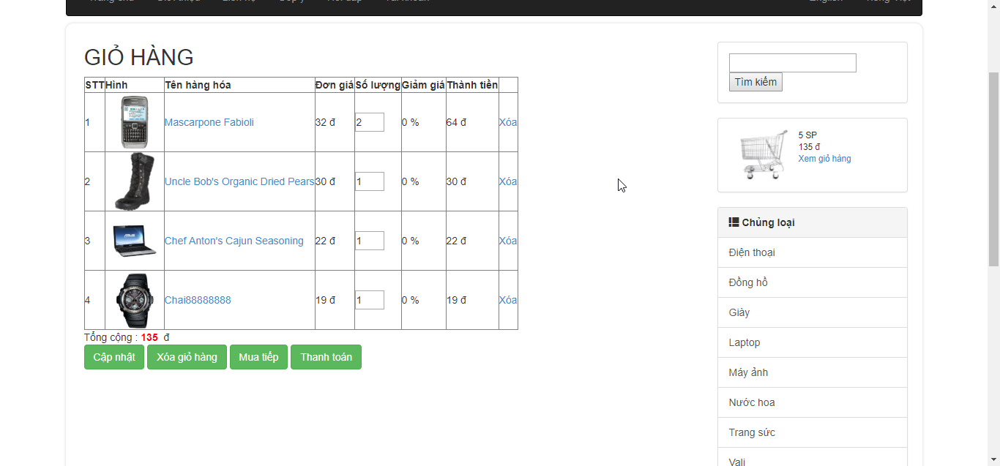 English
GIỎ HÀNG
STT Hình Tên hàng hóa Đơn giá Số lượng Giảm giá Thành tiền
1 Mascarpone Fabioli 32 đ 2 0 % 64 đ Xóa
2 Uncle Bob's Organic Dried Pears 30 đ 1 0 % 30 đ Xóa
3 Chef Anton's Cajun Seasoning 22 đ 1 0 % 22 đ Xóa
4 Chai88888888 19 đ 1 0 % 19 đ Xóa
Tổng cộng : 135 đ
Cập nhật Xóa giỏ hàng Mua tiếp Thanh toán
Tìm kiếm
5 SP
135 đ
Xem giỏ hàng
Chủng loại
Điện thoại
Đồng hồ
Giày
Laptop
Máy ảnh
Nước hoa
Trang sức
Vali